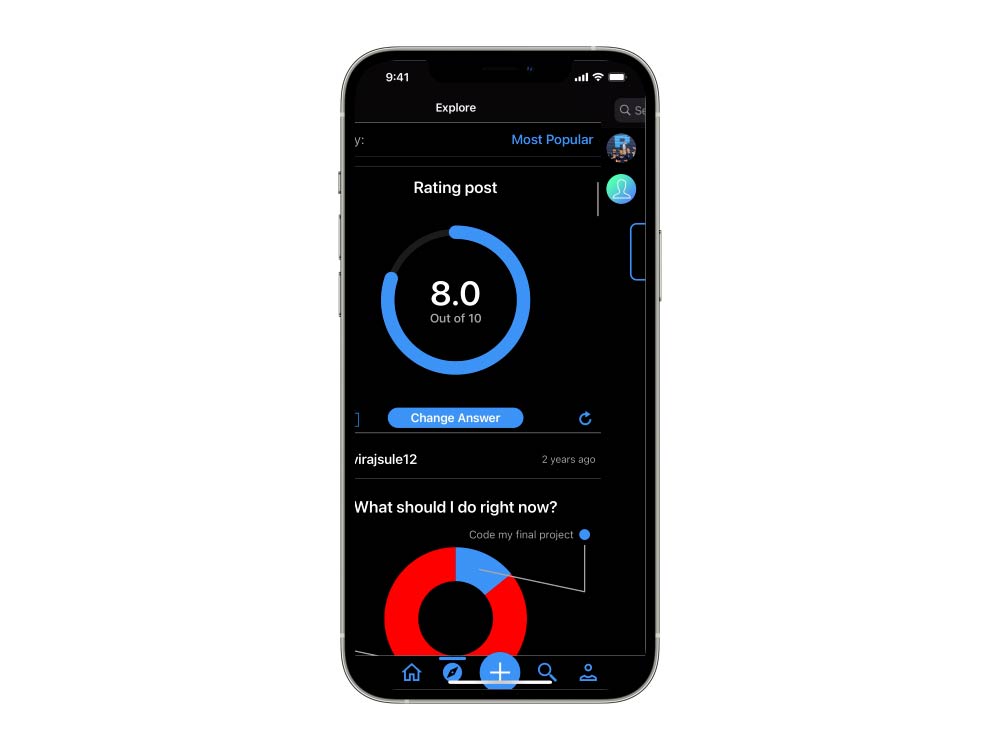 9:41
Explore
Se
y:
Most Popular
Rating post
8.0
Out of 10
Change Answer
virajsule12
2 years ago
What should I do right now?
Code my final project